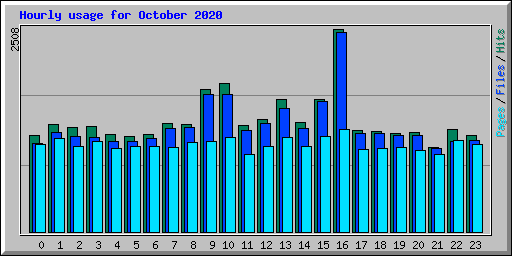 Hourly usage for October 2020
2508
Pages/Files/Hits
0 1 2 3 4 5 6 7 8 9 10 11 12 13 14 15 16 17 18 19 20 21 22 23